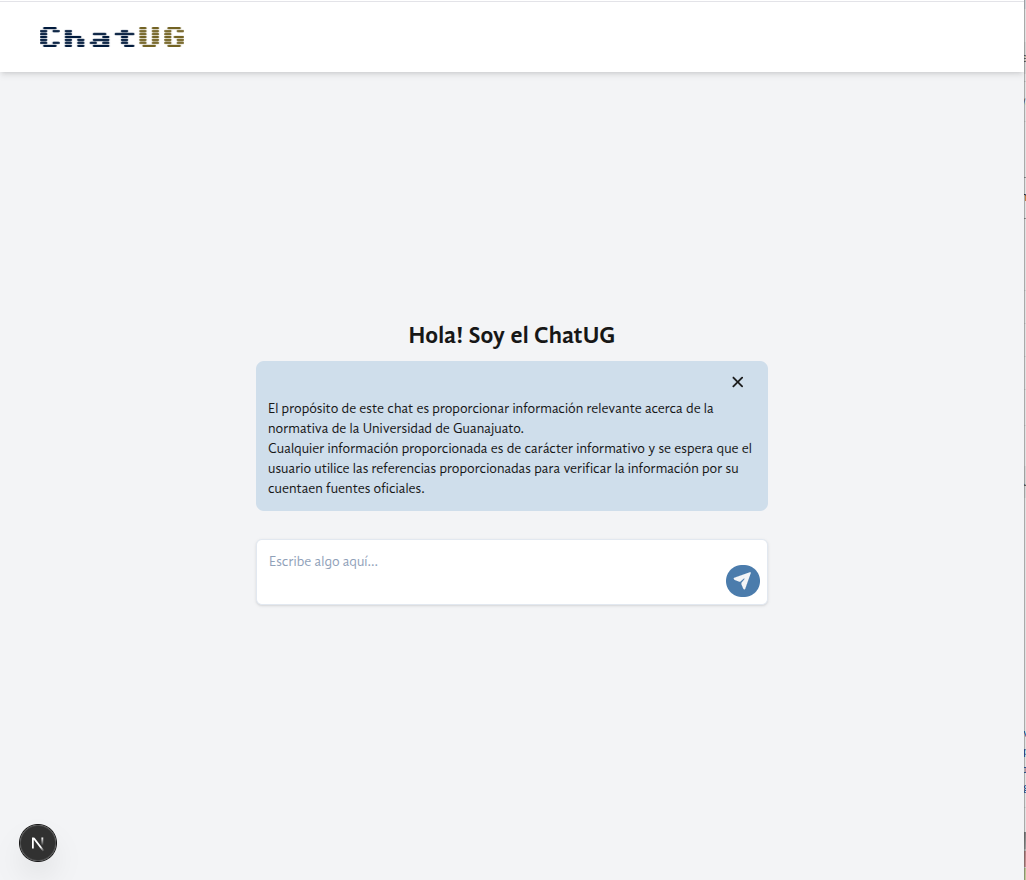 ChatUG
Hola! Soy el ChatUG
El propósito de este chat es proporcionar información relevante acerca de la
normativa de la Universidad de Guanajuato.
Cualquier información proporcionada es de carácter informativo y se espera que el
usuario utilice las referencias proporcionadas para verificar la información por su
cuentaen fuentes oficiales.
Escribe algo aquí...
N